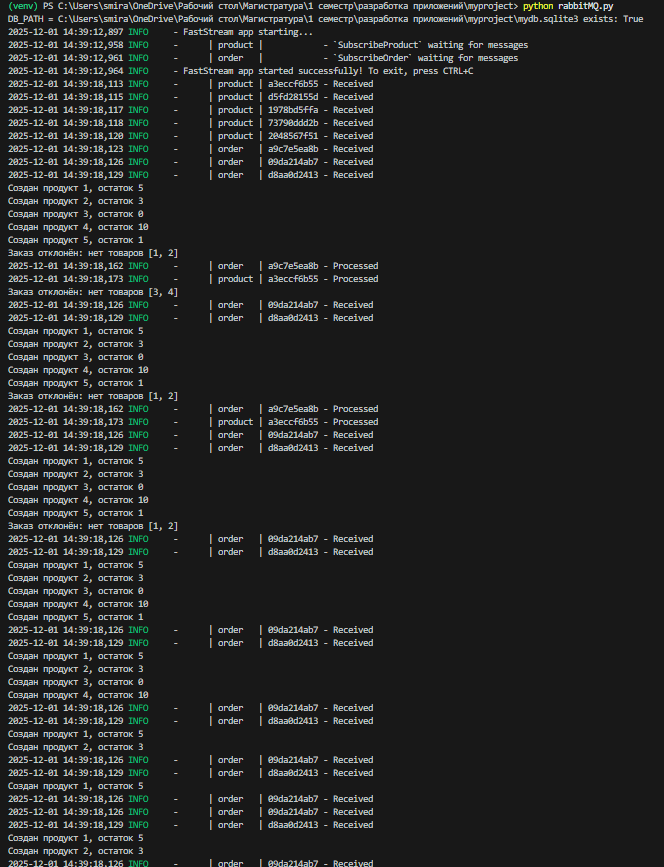 (venv) PS C:\Users\smira\OneDrive\Рабочий стол\Магистратура\1 семестр\разработка приложений\myproject> python rabbitMQ.py
DB_PATH = C:\Users\smira\OneDrive\Рабочий стол\Магистратура\1 семестр\разработка приложений\myproject\mydb.sqlite3 exists: True
2025-12-01 14:39:12,897 INFO - FastStream app starting...
2025-12-01 14:39:12,958 INFO - | product | - `SubscribeProduct` waiting for messages
2025-12-01 14:39:12,961 INFO - | order | - `SubscribeOrder` waiting for messages
2025-12-01 14:39:12,964 INFO - FastStream app started successfully! To exit, press CTRL+C
2025-12-01 14:39:18,113 INFO - | product | a3eccf6b55 - Received
2025-12-01 14:39:18,115 INFO - | product | d5fd28155d - Received
2025-12-01 14:39:18,117 INFO - | product | 1978bd5ffa - Received
2025-12-01 14:39:18,118 INFO - | product | 73790ddd2b - Received
2025-12-01 14:39:18,120 INFO - | product | 2048567f51 - Received
2025-12-01 14:39:18,123 INFO - | order | a9c7e5ea8b - Received
2025-12-01 14:39:18,126 INFO - | order | 09da214ab7 - Received
2025-12-01 14:39:18,129 INFO - | order | d8aa0d2413 - Received
Создан продукт 1, остаток 5
Создан продукт 2, остаток 3
Создан продукт 3, остаток 0
Создан продукт 4, остаток 10
Создан продукт 5, остаток 1
Заказ отклонён: нет товаров [1, 2]
2025-12-01 14:39:18,162 INFO - | order | a9c7e5ea8b - Processed
2025-12-01 14:39:18,173 INFO - | product | a3eccf6b55 - Processed
Заказ отклонён: нет товаров [3, 4]
2025-12-01 14:39:18,126 INFO - | order | 09da214ab7 - Received
2025-12-01 14:39:18,129 INFO - | order | d8aa0d2413 - Received
Создан продукт 1, остаток 5
Создан продукт 2, остаток 3
Создан продукт 3, остаток 0
Создан продукт 4, остаток 10
Создан продукт 5, остаток 1
Заказ отклонён: нет товаров [1, 2]
2025-12-01 14:39:18,162 INFO - | order | a9c7e5ea8b - Processed
2025-12-01 14:39:18,173 INFO - | product | a3eccf6b55 - Processed
2025-12-01 14:39:18,126 INFO - | order | 09da214ab7 - Received
2025-12-01 14:39:18,129 INFO - | order | d8aa0d2413 - Received
Создан продукт 1, остаток 5
Создан продукт 2, остаток 3
Создан продукт 3, остаток 0
Создан продукт 4, остаток 10
Создан продукт 5, остаток 1
Заказ отклонён: нет товаров [1, 2]
2025-12-01 14:39:18,126 INFO - | order | 09da214ab7 - Received
2025-12-01 14:39:18,129 INFO - | order | d8aa0d2413 - Received
Создан продукт 1, остаток 5
Создан продукт 2, остаток 3
Создан продукт 3, остаток 0
Создан продукт 4, остаток 10
Создан продукт 5, остаток 1
2025-12-01 14:39:18,126 INFO - | order | 09da214ab7 - Received
2025-12-01 14:39:18,129 INFO - | order | d8aa0d2413 - Received
Создан продукт 1, остаток 5
Создан продукт 2, остаток 3
Создан продукт 3, остаток 0
Создан продукт 4, остаток 10
2025-12-01 14:39:18,126 INFO - | order | 09da214ab7 - Received
2025-12-01 14:39:18,129 INFO - | order | d8aa0d2413 - Received
Создан продукт 1, остаток 5
Создан продукт 2, остаток 3
2025-12-01 14:39:18,126 INFO - | order | 09da214ab7 - Received
2025-12-01 14:39:18,129 INFO - | order | d8aa0d2413 - Received
Создан продукт 1, остаток 5
2025-12-01 14:39:18,126 INFO - | order | 09da214ab7 - Received
2025-12-01 14:39:18,126 INFO - | order | 09da214ab7 - Received
2025-12-01 14:39:18,129 INFO - | order | d8aa0d2413 - Received
Создан продукт 1, остаток 5
Создан продукт 2, остаток 3
2025-12-01 14:39:18,126 INFO - | order | 09da214ab7 - Received